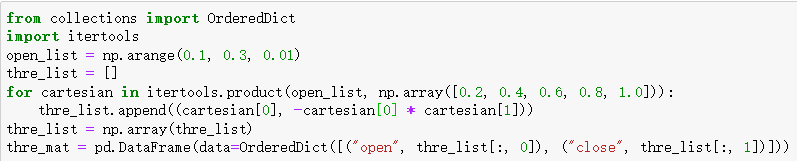 from collections import OrderedDict
import itertools
open_list = np.arange(0.1, 0.3, 0.01)
thre_list = []
for cartesian in itertools.product(open_list, np.array([0.2, 0.4, 0.6, 0.8, 1.0])):
    thre_list.append((cartesian[0], -cartesian[0] * cartesian[1]))
thre_list = np.array(thre_list)
thre_mat = pd.DataFrame(data=OrderedDict([("open", thre_list[:, 0]), ("close", thre_list[:, 1])]))